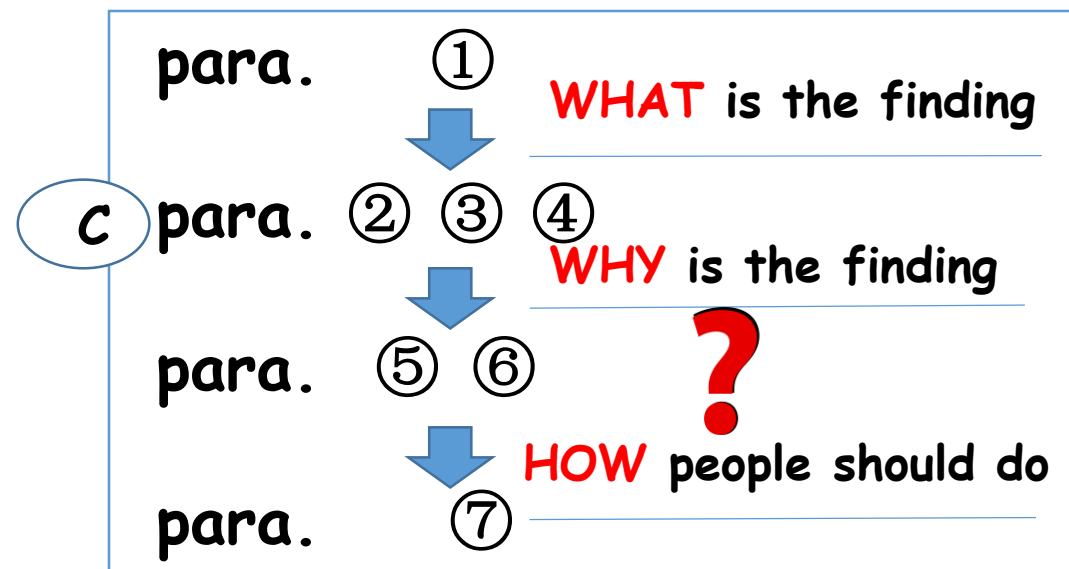 para. ①
WHAT is the finding
C para. ② ③ ④
WHY is the finding
?
para. ⑤ ⑥
HOW people should do
para. ⑦